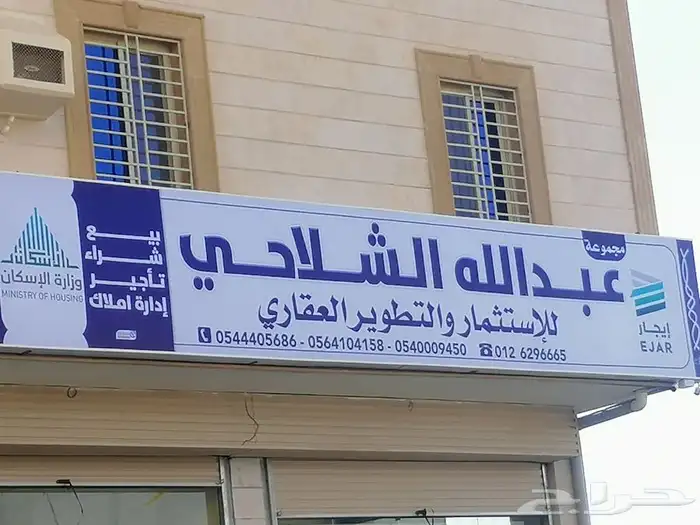 مجموعة
عبدالله الشلاحي
للإستثمار والتطوير العقاري
0544405686 - 0564104158 - 0540009450 012 6296665
إيجار
EJAR
بيع
شراء
تأجير
إدارة املاك
وزارة الإسكان
MINISTRY OF HOUSING
حراج